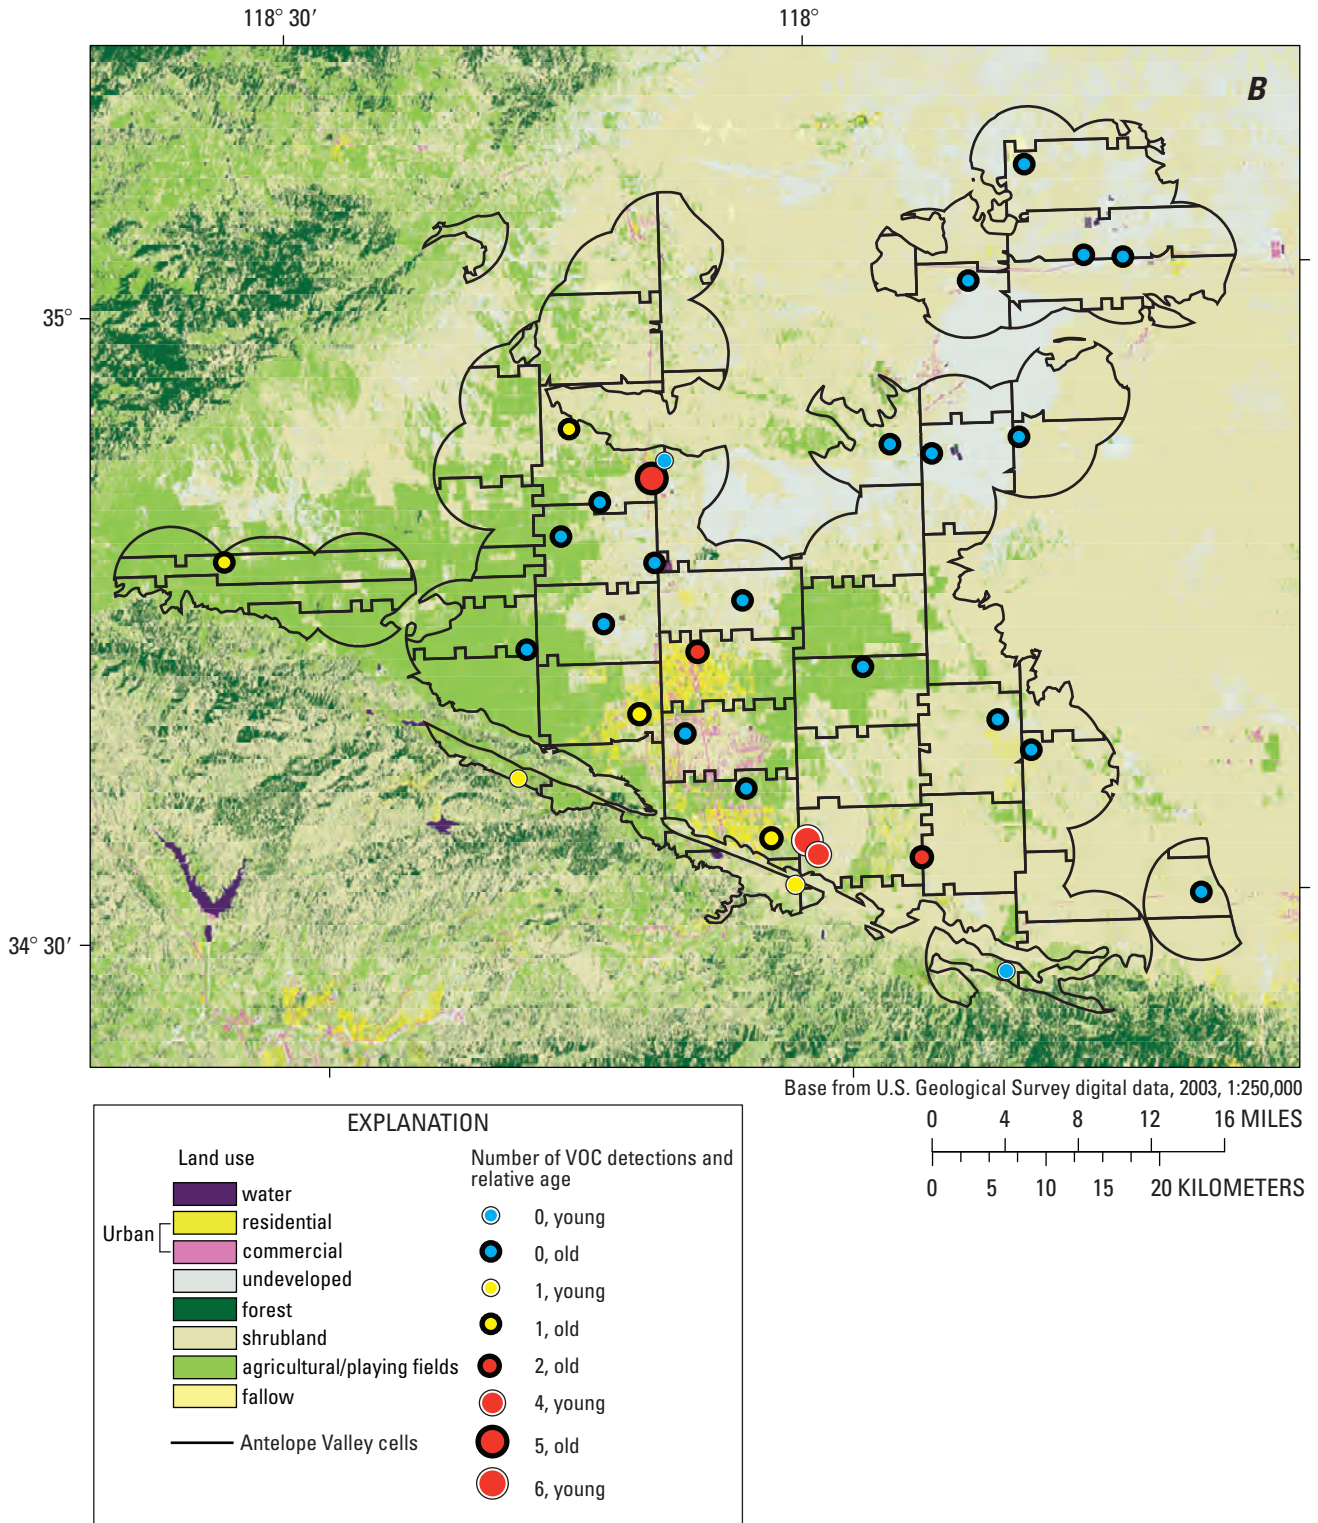 118° 30′ 118°
B
35°
34° 30′
Base from U.S. Geological Survey digital data, 2003, 1:250,000
0 4 8 12 16 MILES
0 5 10 15 20 KILOMETERS
EXPLANATION
Land use
water
Urban
residential
commercial
undeveloped
forest
shrubland
agricultural/playing fields
fallow
Antelope Valley cells
Number of VOC detections and
relative age
0, young
0, old
1, young
1, old
2, old
4, young
5, old
6, young